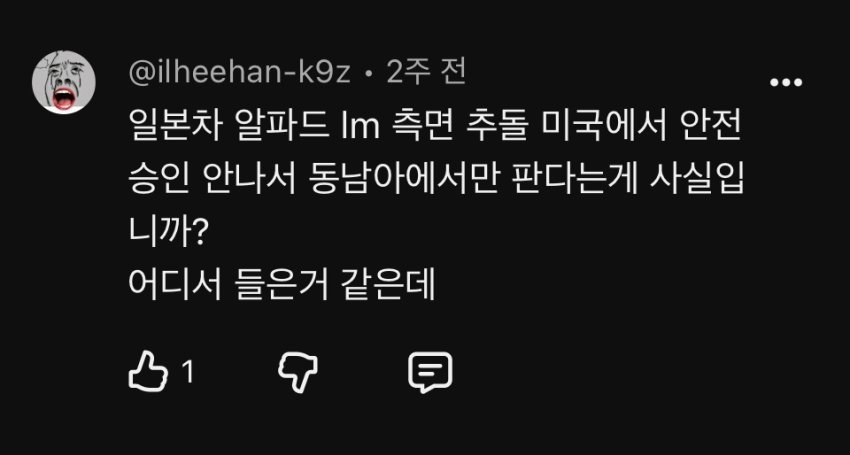 @ilheehan-k9z • 2주 전
일본차 알파드 lm 측면 추돌 미국에서 안전
승인 안나서 동남아에서만 판다는게 사실입
니까?
어디서 들은거 같은데
1